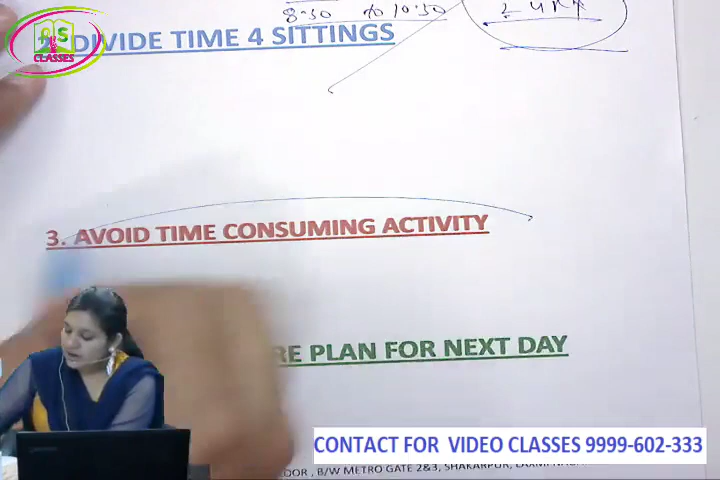 8:30 to 10:30
S
CLASSES
DIVIDE TIME 4 SITTINGS
3. AVOID TIME CONSUMING ACTIVITY
RE PLAN FOR NEXT DAY
CONTACT FOR VIDEO CLASSES 9999-602-333
B/W METRO GATE 2&3, SHAKARPUR,